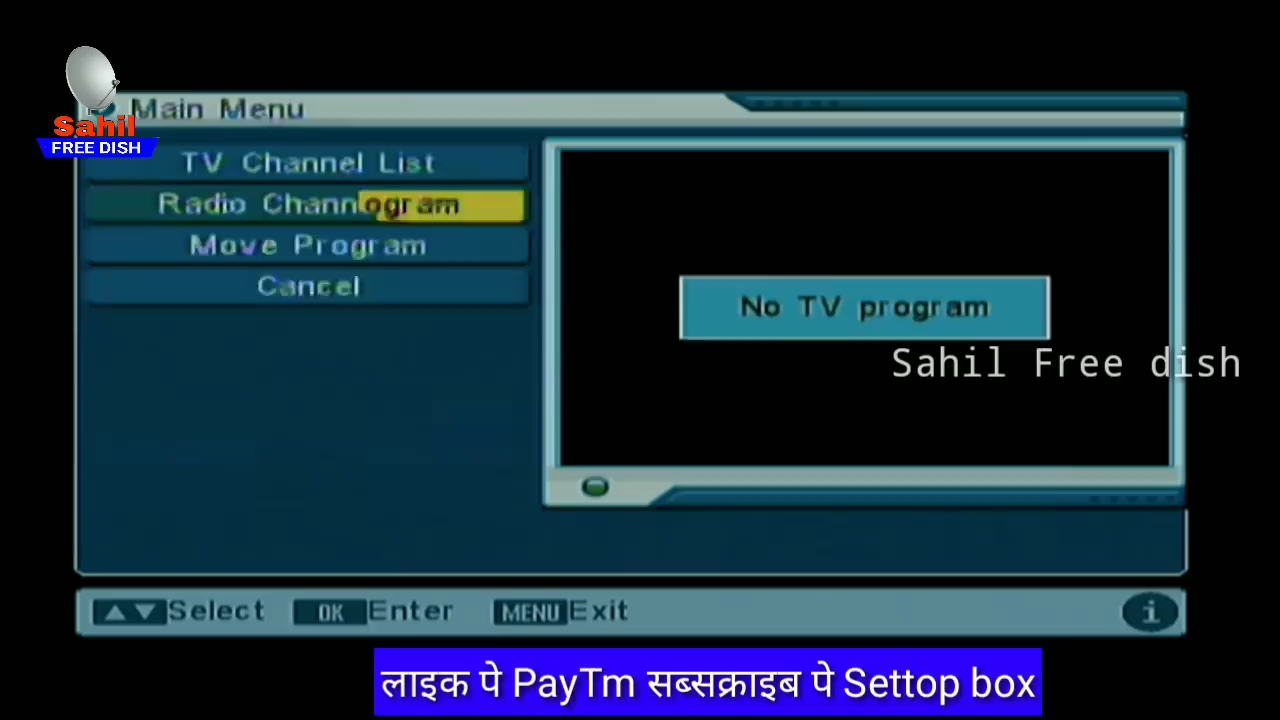 Main Menu
Sahil
FREE DISH
TV Channel List
Radio Channogram
Move Program
Cancel
No TV program
Sahil Free dish
Select OK Enter MENU Exit i
लाइक पे PayTm सब्सक्राइब पे Settop box